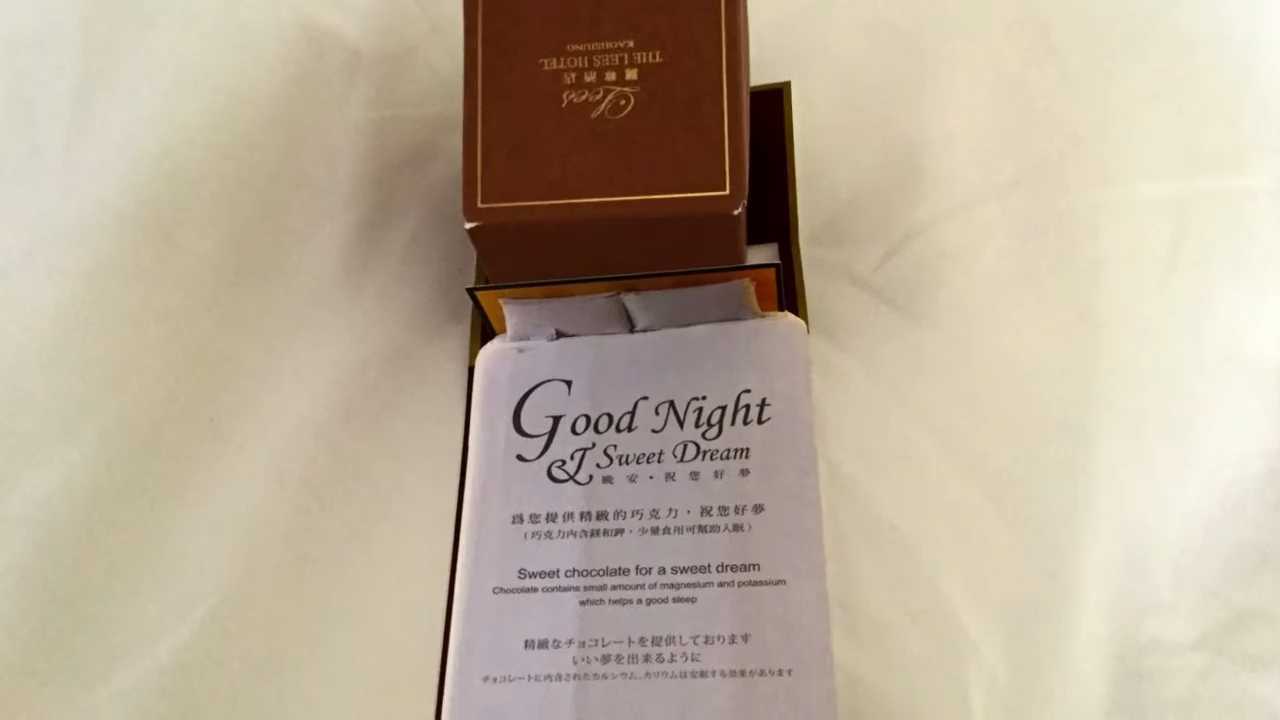 Lees
麗尊酒店
THE LEES HOTEL
KAOHSIUNG
Good Night
& Sweet Dream
晚安・祝您好夢
為您提供精緻的巧克力，祝您好夢
（巧克力內含鎂和鉀，少量食用可幫助入眠）
Sweet chocolate for a sweet dream
Chocolate contains small amount of magnesium and potassium
which helps a good sleep
精緻なチョコレートを提供しております
いい夢を出来るように
チョコレートに内含されたカルシウム、カリウムは安眠する効果があります